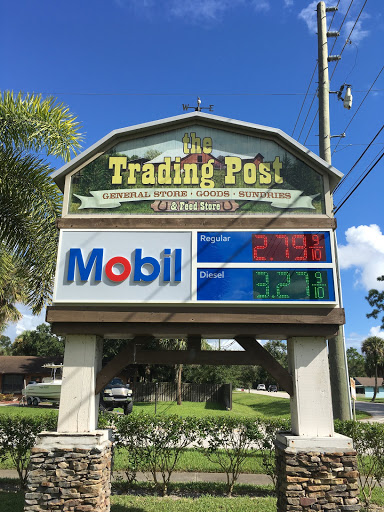 the
Trading Post
GENERAL STORE · GOODS · SUNDRIES
& Feed Store
Mobil
Regular 2.79 9/10
Diesel 3.27 9/10